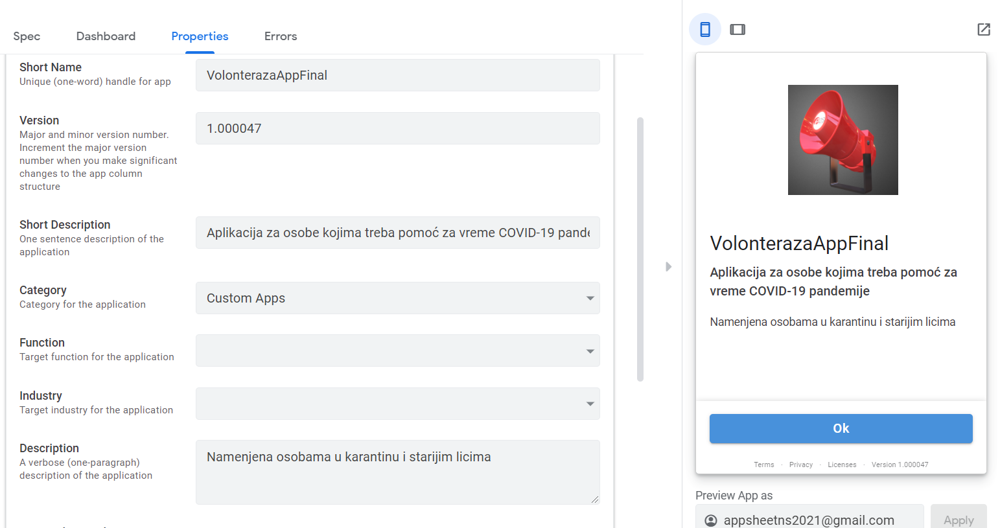 Spec Dashboard Properties Errors
Short Name
Unique (one-word) handle for app
VolonterazaAppFinal
Version
Major and minor version number.
Increment the major version
number when you make significant
changes to the app column
structure
1.000047
Short Description
One sentence description of the
application
Aplikacija za osobe kojima treba pomoć za vreme COVID-19
Category
Category for the application
Custom Apps
Function
Target function for the application
Industry
Target industry for the application
Description
A verbose (one-paragraph)
description of the application
Namenjena osobama u karantinu i starijim licima
VolonterazaAppFinal
Aplikacija za osobe kojima treba pomoć za
vreme COVID-19 pandemije
Namenjena osobama u karantinu i starijim licima
Ok
Terms · Privacy · Licenses · Version 1.000047
Preview App as
appsheetns2021@gmail.com
Apply